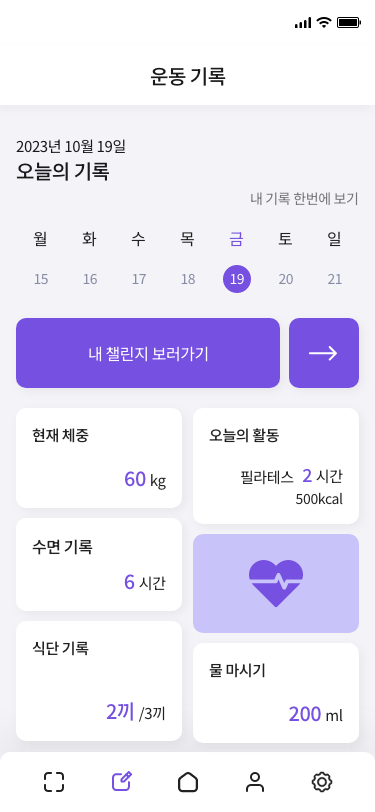 운동 기록
2023년 10월 19일
오늘의 기록
내 기록 한번에 보기
월 화 수 목 금 토 일
15 16 17 18 19 20 21
내 챌린지 보러가기
현재 체중
60 kg
오늘의 활동
필라테스 2 시간
500kcal
수면 기록
6 시간
식단 기록
2끼 /3끼
물 마시기
200 ml